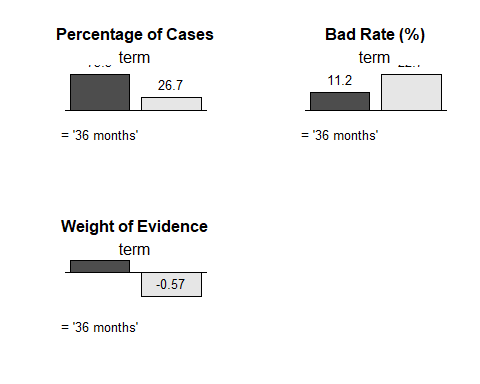 Percentage of Cases
term
26.7
= '36 months'
Bad Rate (%)
term
11.2
= '36 months'
Weight of Evidence
term
-0.57
= '36 months'